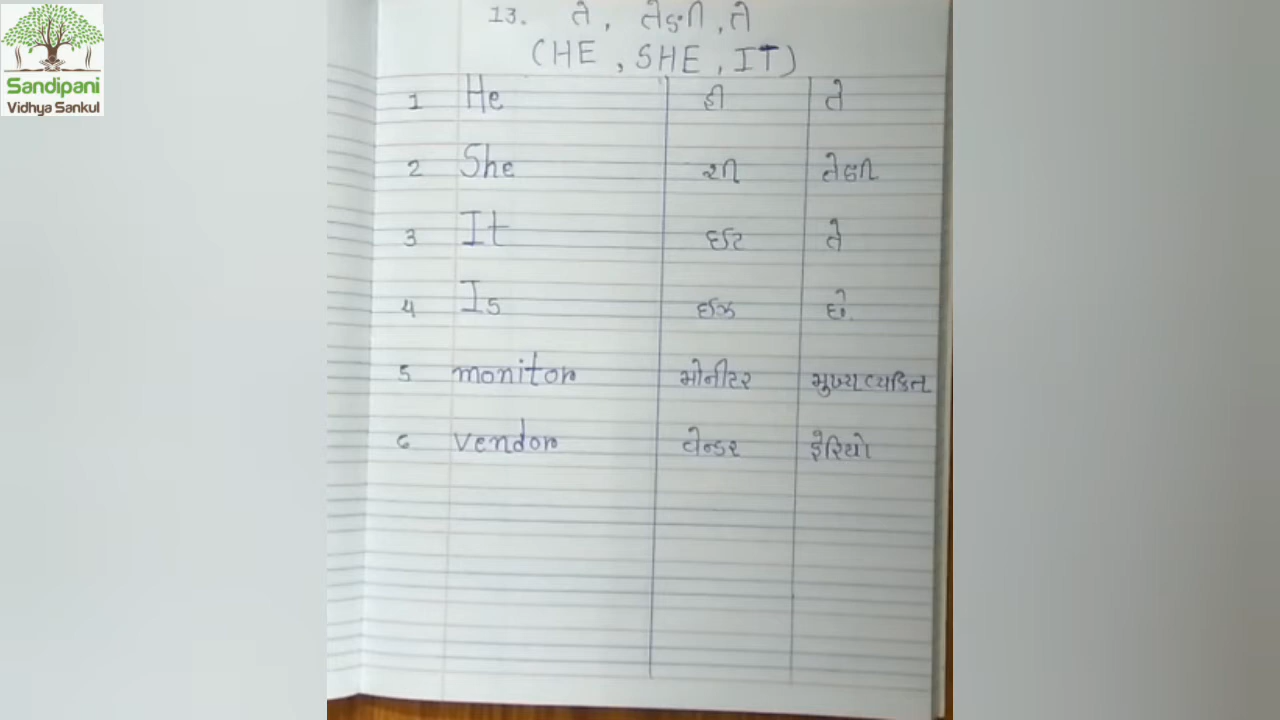 Sandipani
Vidhya Sankul
13. તે, તેણી, તે
(HE, SHE, IT)
1 He હી તે
2 She શી તેણી
3 It ઈટ તે
4 Is ઈઝ છે.
5 monitor મોનીટર મુખ્ય વ્યકિત
6 vendor વેન્ડર ફેરિયો